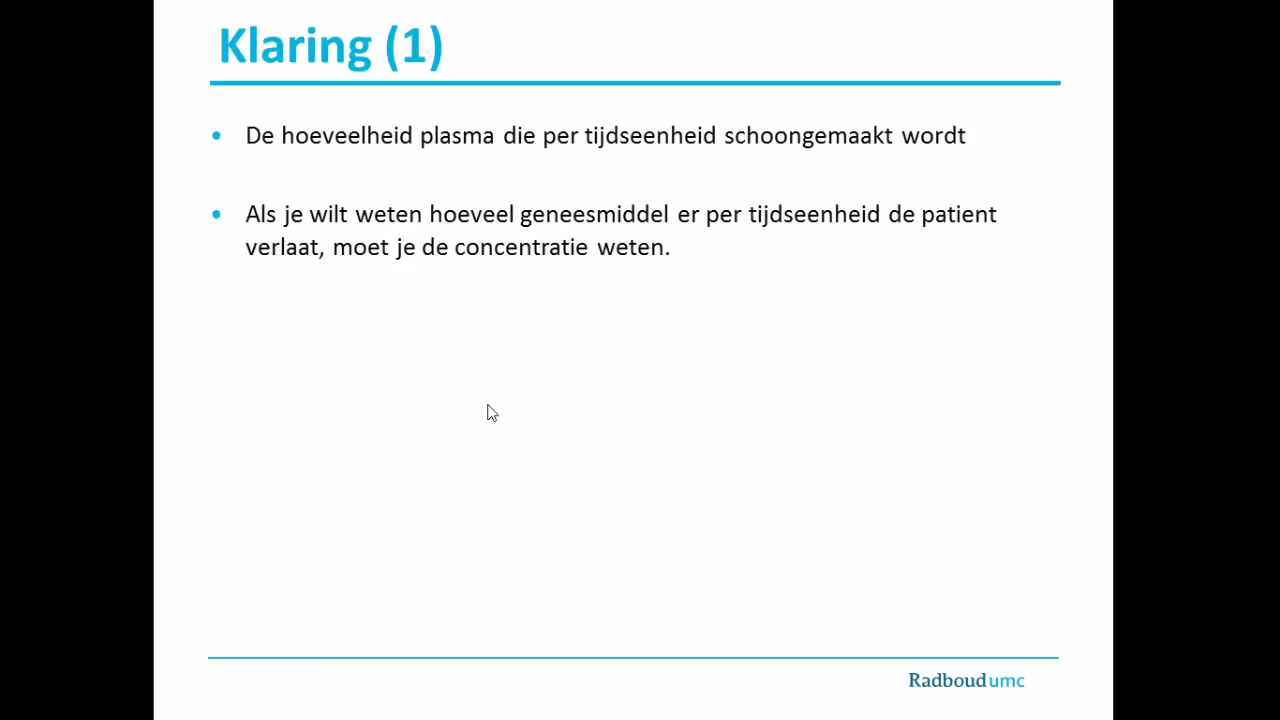 Klaring (1)
• De hoeveelheid plasma die per tijdseenheid schoongemaakt wordt
• Als je wilt weten hoeveel geneesmiddel er per tijdseenheid de patient
verlaat, moet je de concentratie weten.
Radboudumc